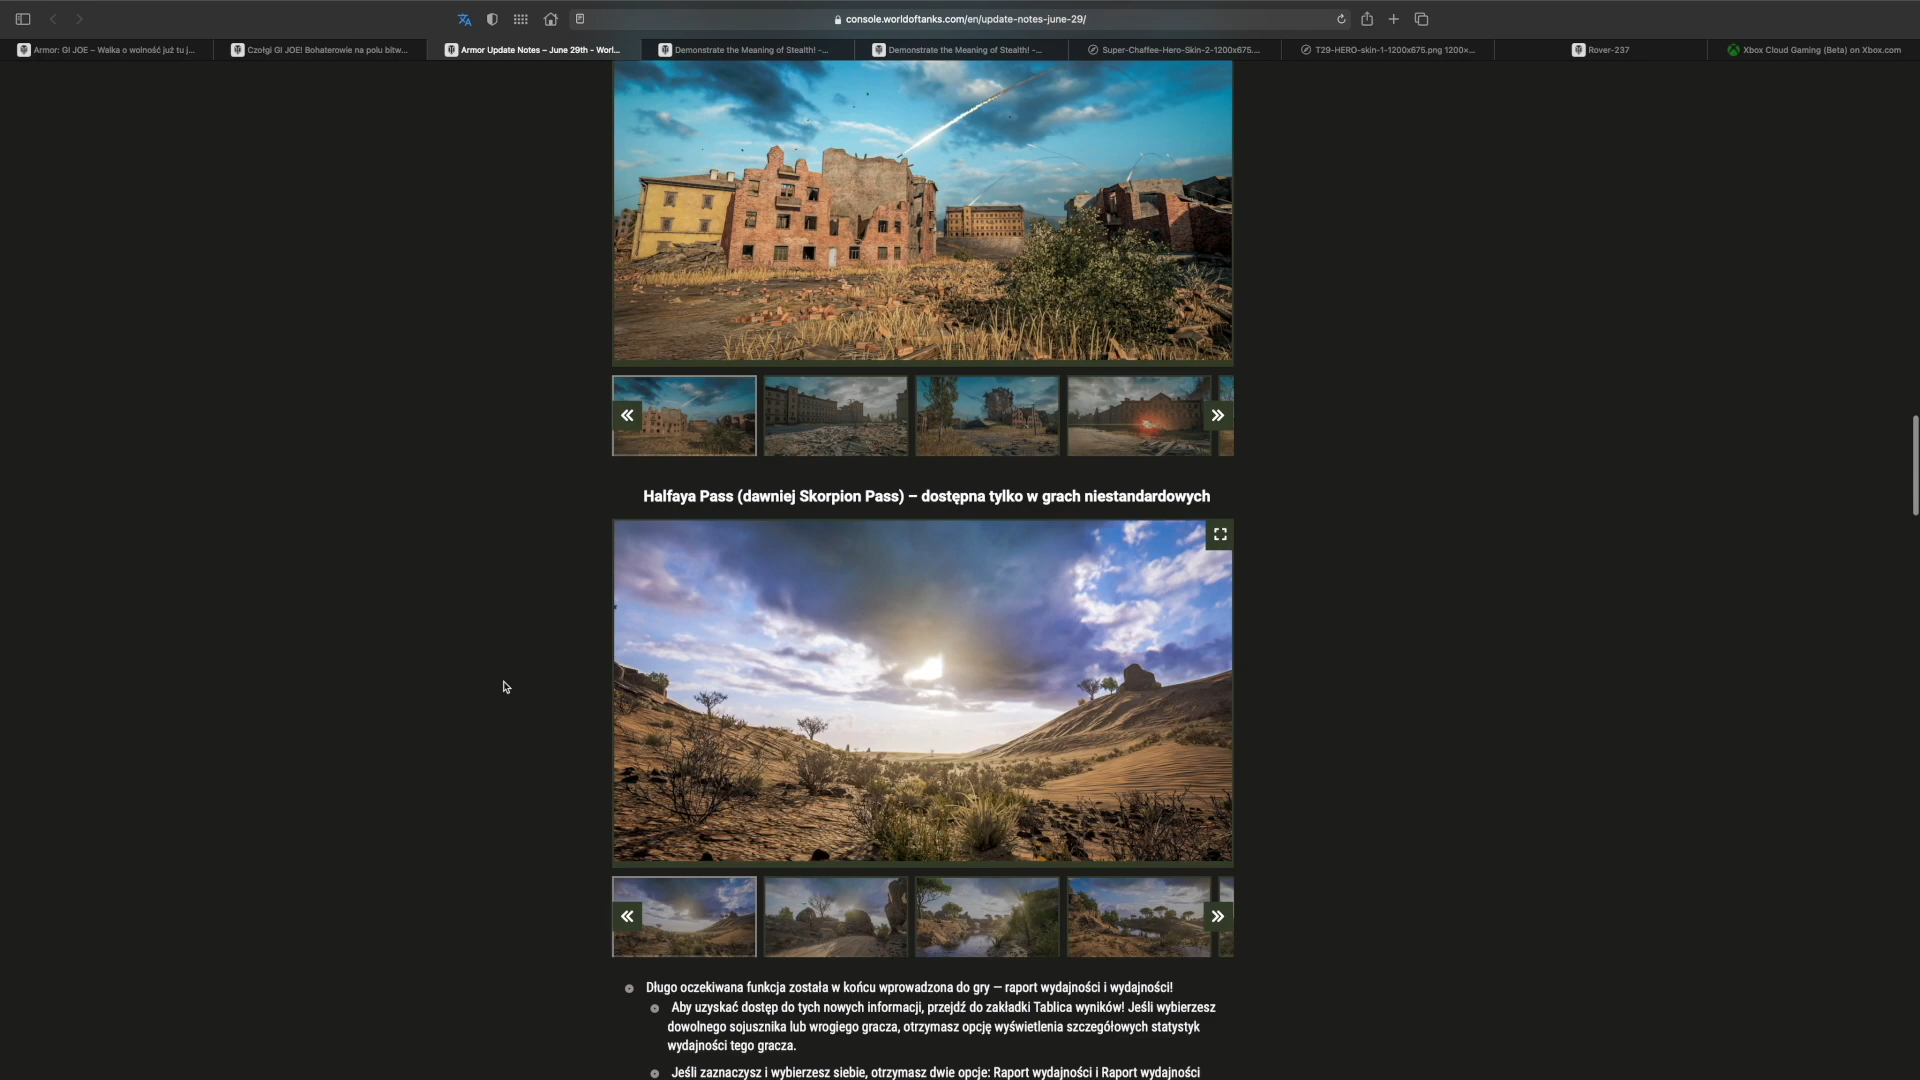 console.worldoftanks.com/en/update-notes-june-29/
Armor: GI JOE – Walka o wolność już tu j...
Czołgi GI JOE! Bohaterowie na polu bitw...
Armor Update Notes – June 29th - Worl...
Demonstrate the Meaning of Stealth! -...
Demonstrate the Meaning of Stealth! -...
Super-Chaffee-Hero-Skin-2-1200x675....
T29-HERO-skin-1-1200x675.png 1200×...
Rover-237
Xbox Cloud Gaming (Beta) on Xbox.com
Halfaya Pass (dawniej Skorpion Pass) – dostępna tylko w grach niestandardowych
Długo oczekiwana funkcja została w końcu wprowadzona do gry — raport wydajności i wydajności!
Aby uzyskać dostęp do tych nowych informacji, przejdź do zakładki Tablica wyników! Jeśli wybierzesz
dowolnego sojusznika lub wrogiego gracza, otrzymasz opcję wyświetlenia szczegółowych statystyk
wydajności tego gracza.
Jeśli zaznaczysz i wybierzesz siebie, otrzymasz dwie opcje: Raport wydajności i Raport wydajności